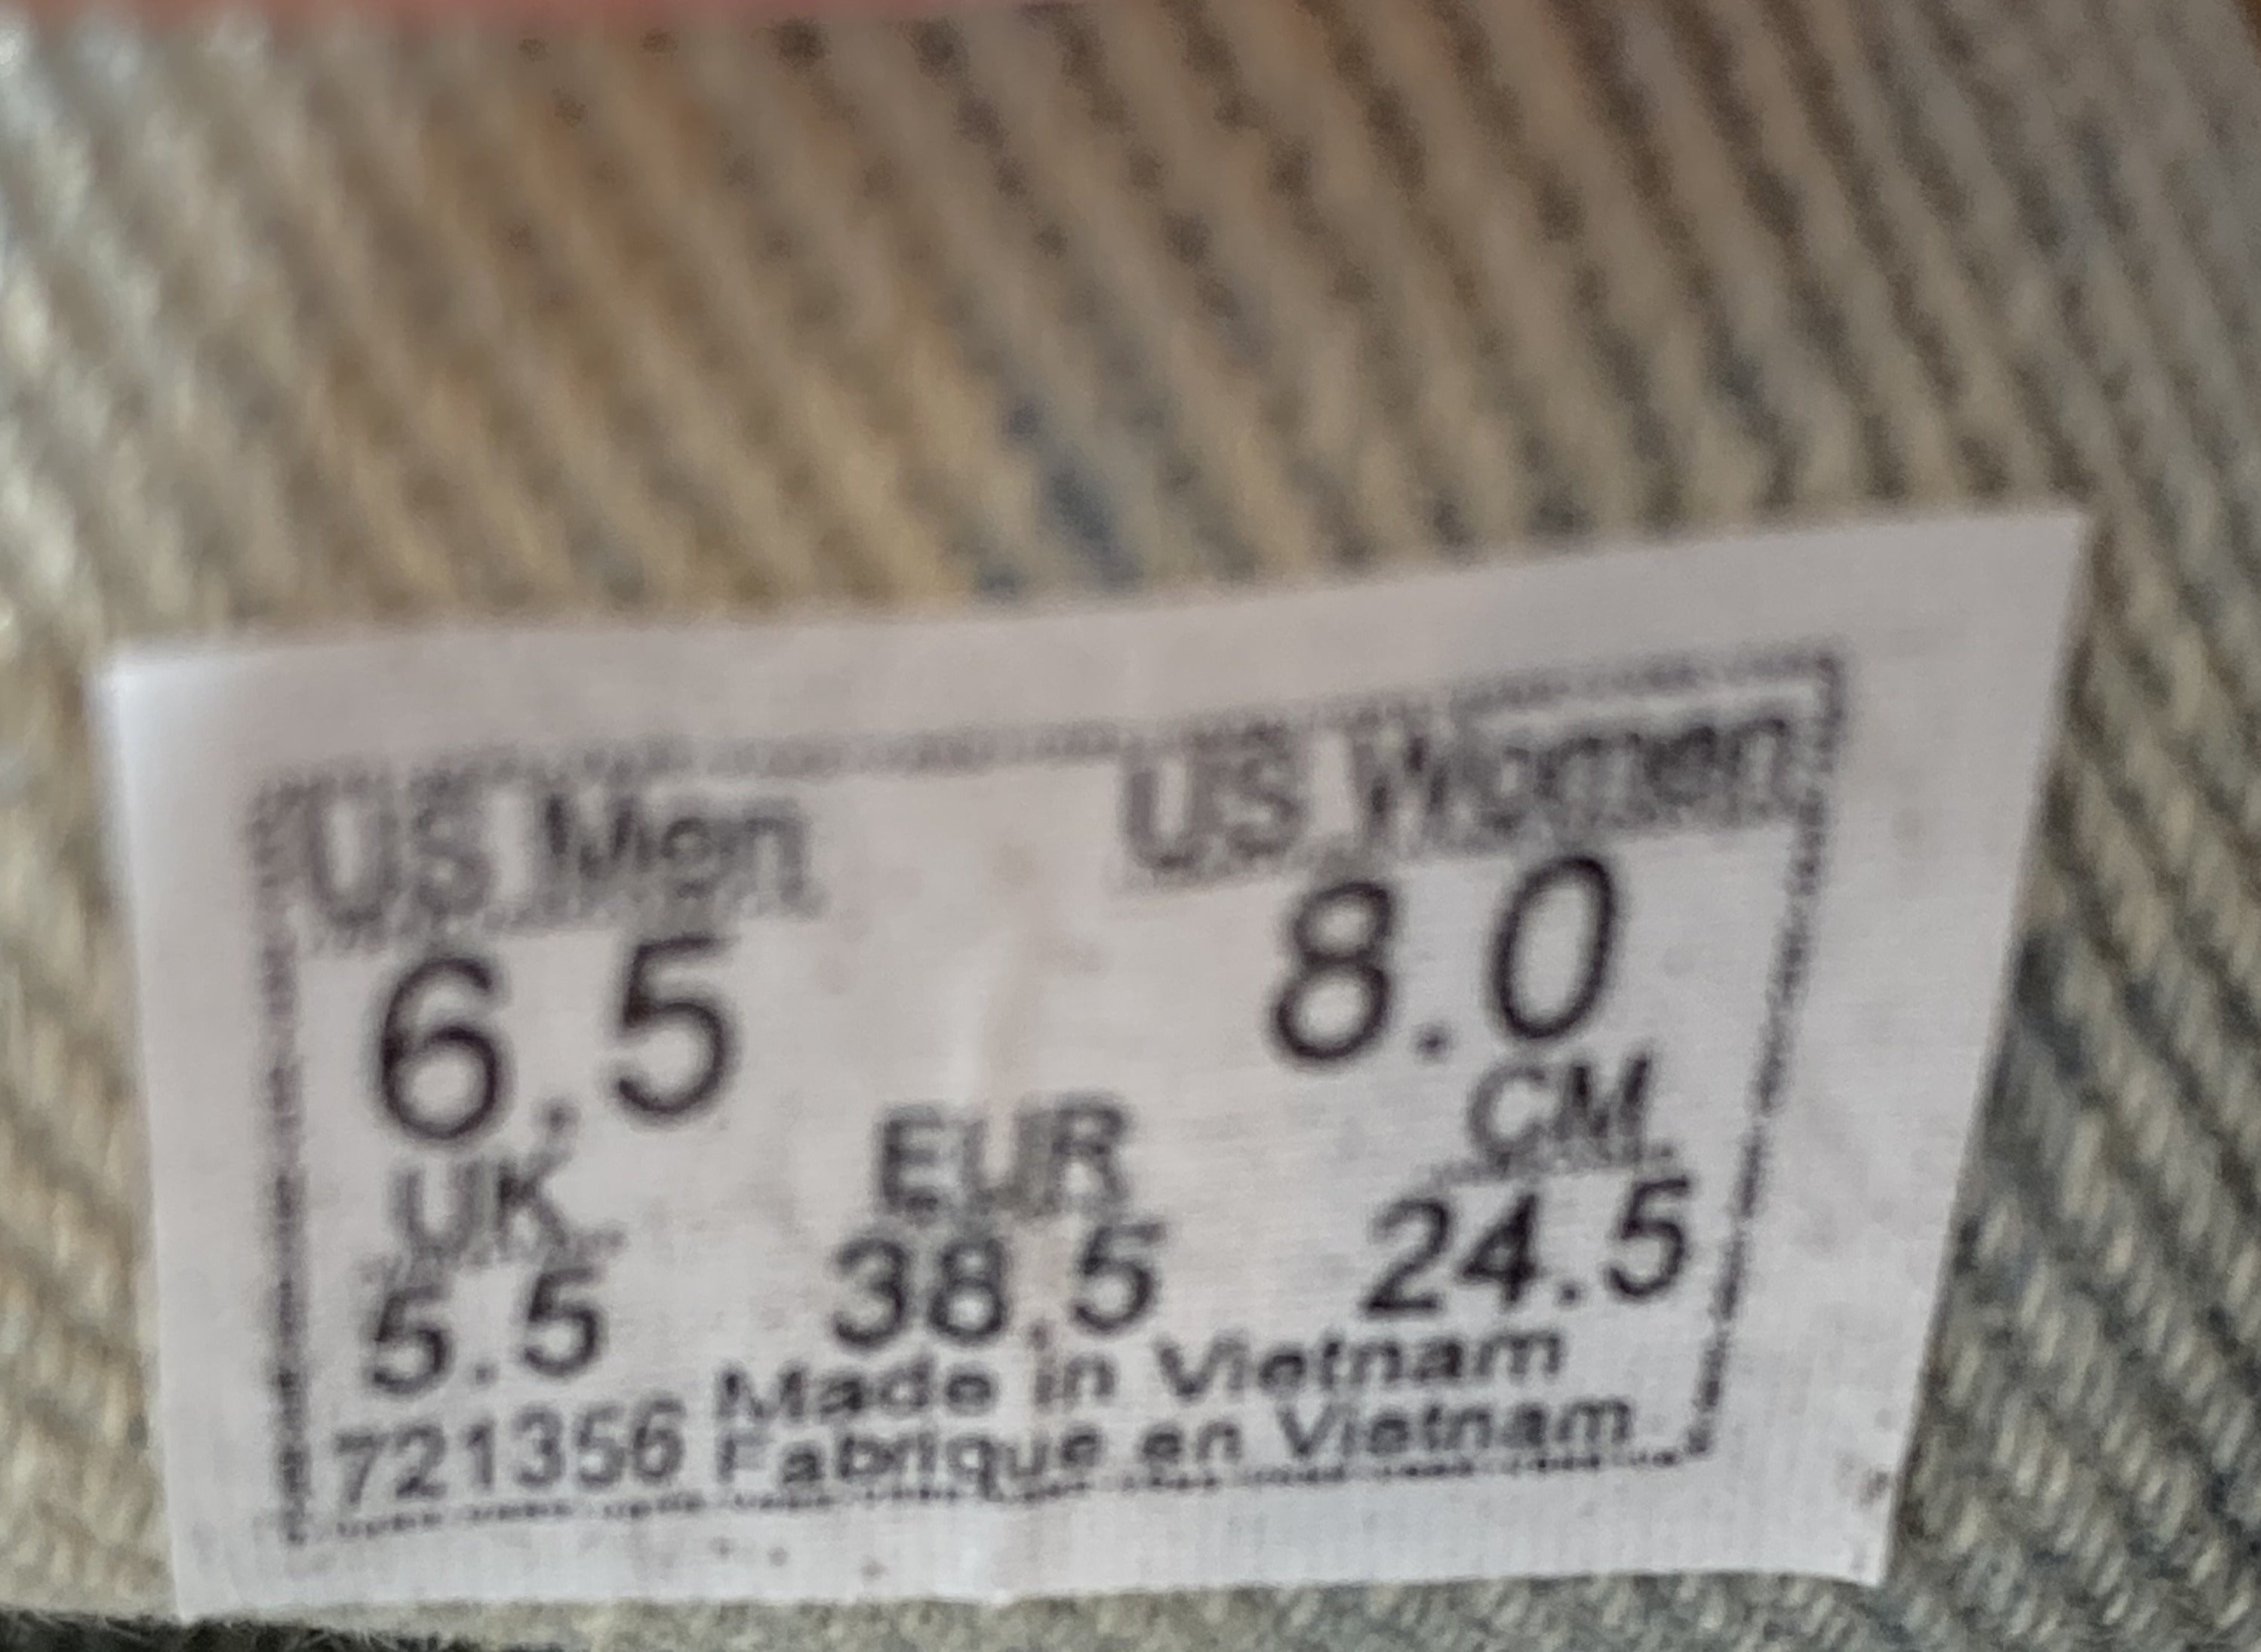 US Men US Women
6.5 8.0
UK EUR CM
5.5 38.5 24.5
721356 Made in Vietnam
Fabrique en Vietnam